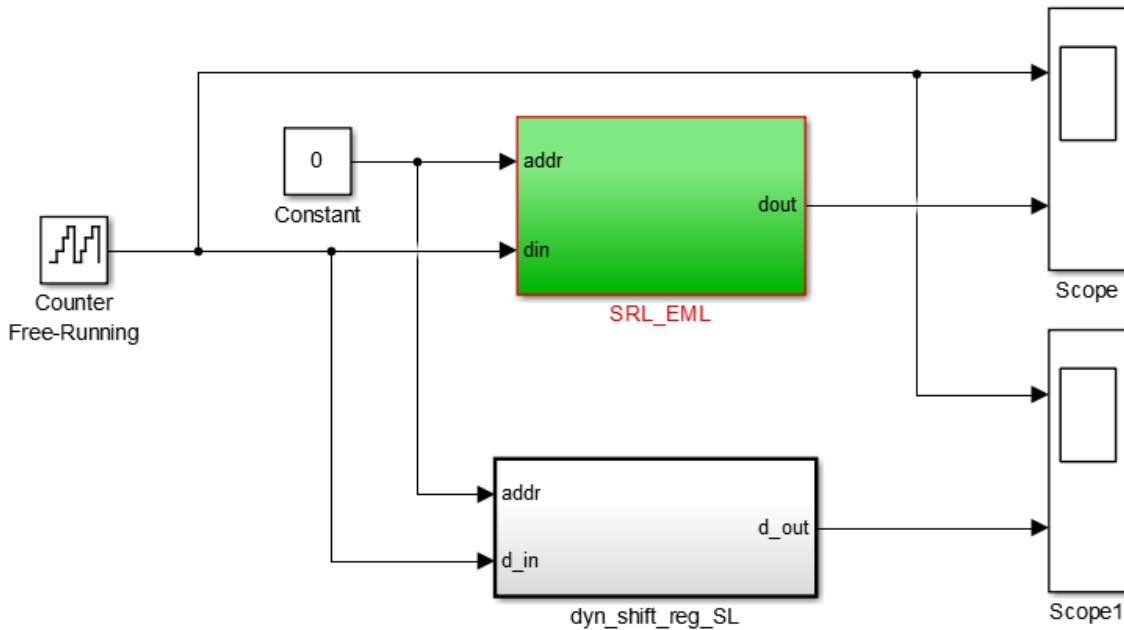 0
Constant
addr
din
dout
SRL_EML
Counter
Free-Running
Scope
addr
d_in
d_out
dyn_shift_reg_SL
Scope1